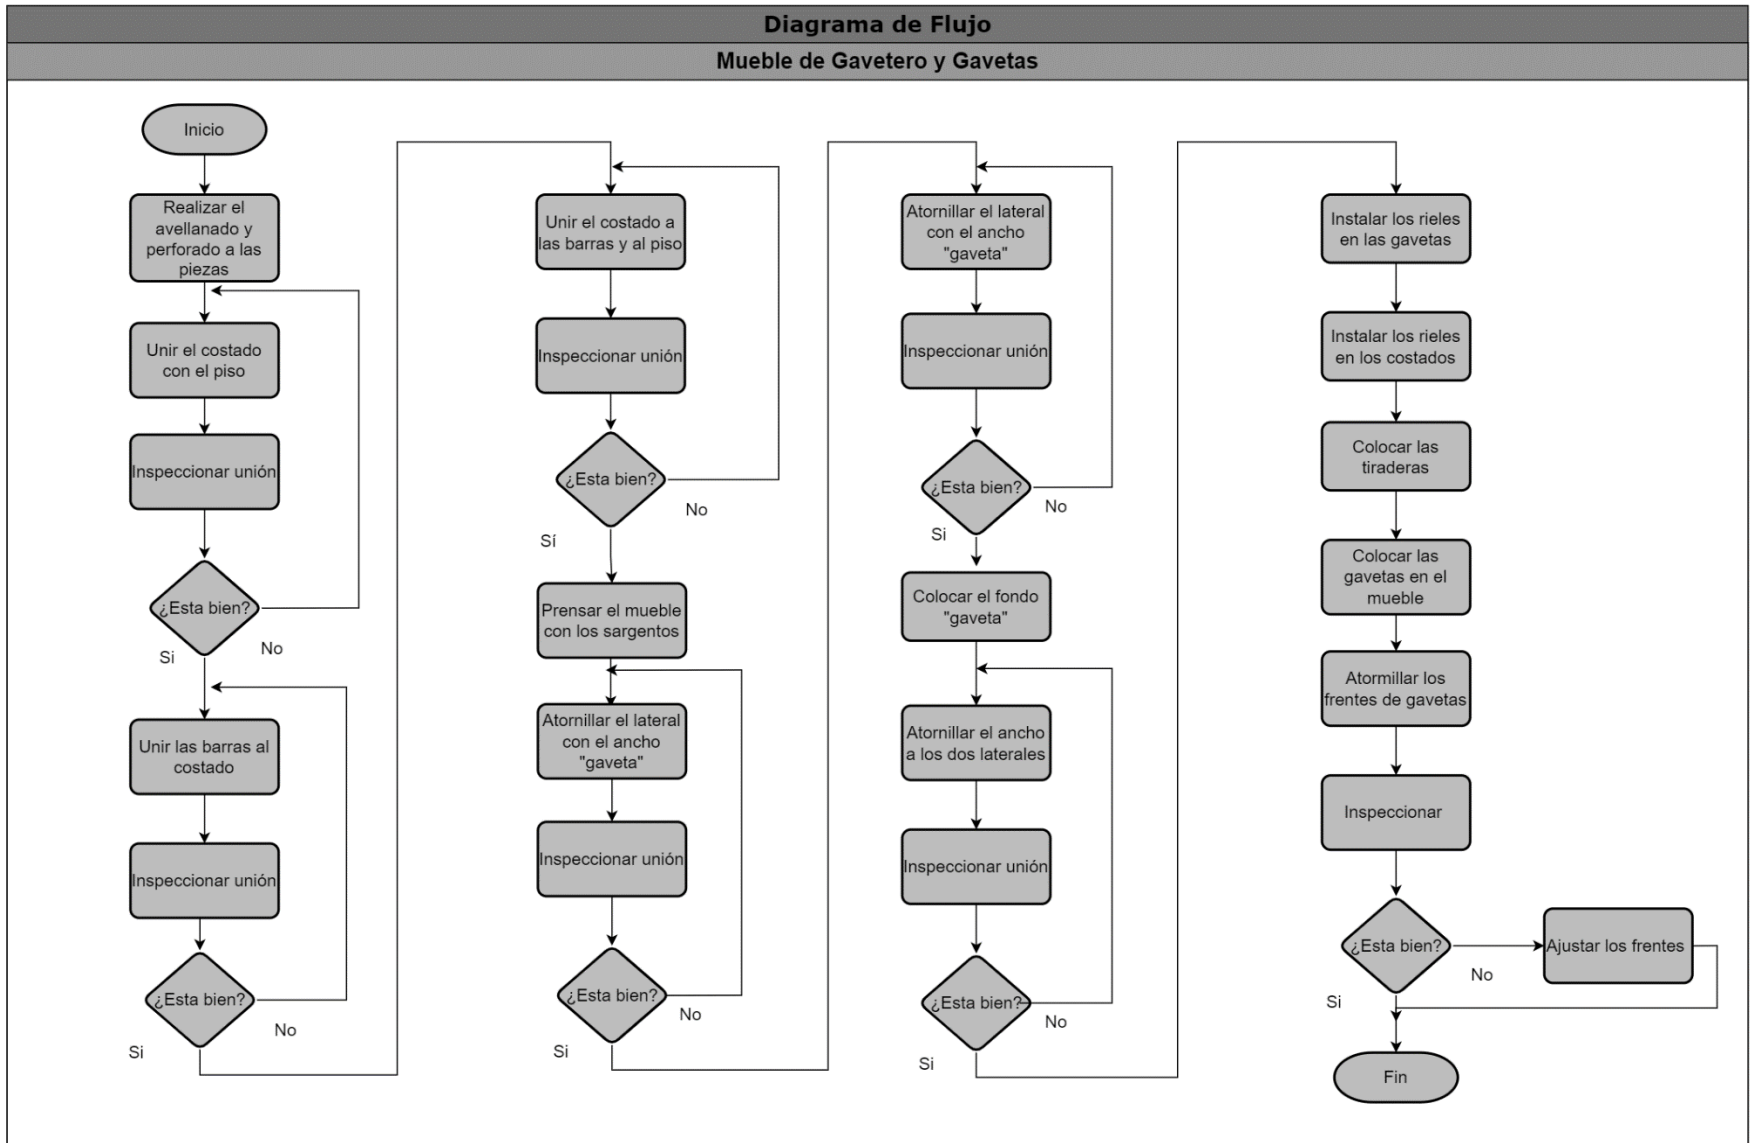 Diagrama de Flujo
Mueble de Gavetero y Gavetas
Inicio
Realizar el
avellanado y
perforado a las
piezas
Unir el costado
con el piso
Inspeccionar unión
¿Esta bien?
No
Si
Unir las barras al
costado
Inspeccionar unión
¿Esta bien?
No
Si
Unir el costado a
las barras y al piso
Inspeccionar unión
¿Esta bien?
No
Sí
Prensar el mueble
con los sargentos
Atornillar el lateral
con el ancho
"gaveta"
Inspeccionar unión
¿Esta bien?
No
Si
Atornillar el lateral
con el ancho
"gaveta"
Inspeccionar unión
¿Esta bien?
No
Si
Colocar el fondo
"gaveta"
Atornillar el ancho
a los dos laterales
Inspeccionar unión
¿Esta bien?
No
Si
Instalar los rieles
en las gavetas
Instalar los rieles
en los costados
Colocar las
tiraderas
Colocar las
gavetas en el
mueble
Atormillar los
frentes de gavetas
Inspeccionar
¿Esta bien?
No
Ajustar los frentes
Si
Fin